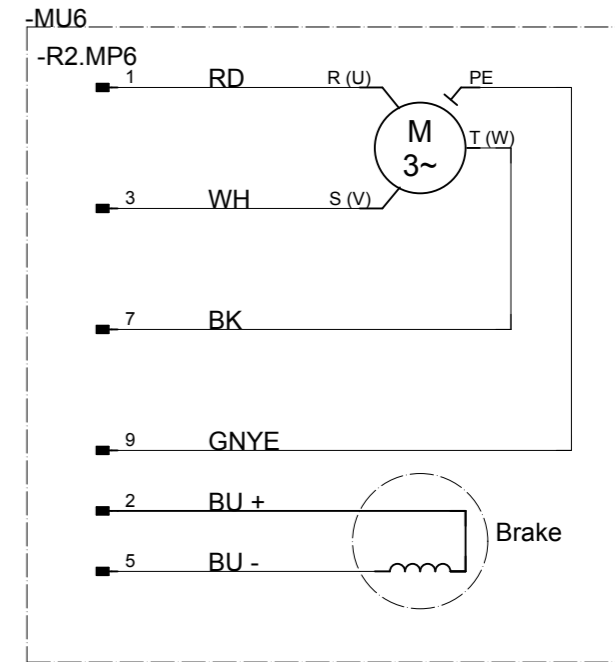 -MU6
-R2.MP6
1 RD R (U) PE
M
3~
T (W)
3 WH S (V)
7 BK
9 GNYE
2 BU +
Brake
5 BU -